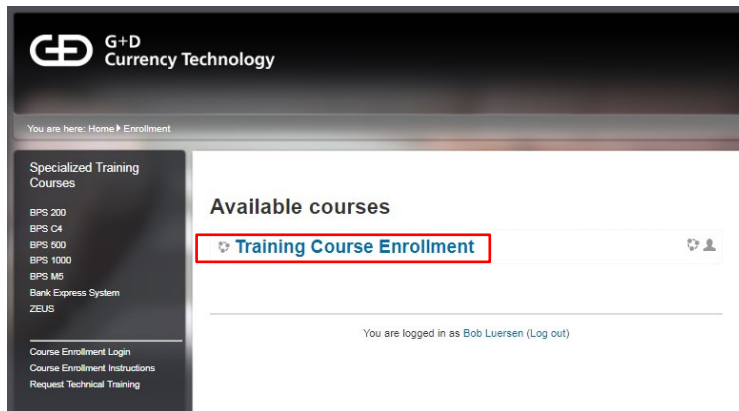 G+D
Currency Technology
You are here: Home Enrollment
Specialized Training
Courses
BPS 200
BPS C4
BPS 500
BPS 1000
BPS M5
Bank Express System
ZEUS
Course Enrollment Login
Course Enrollment Instructions
Request Technical Training
Available courses
Training Course Enrollment
You are logged in as Bob Luersen (Log out)